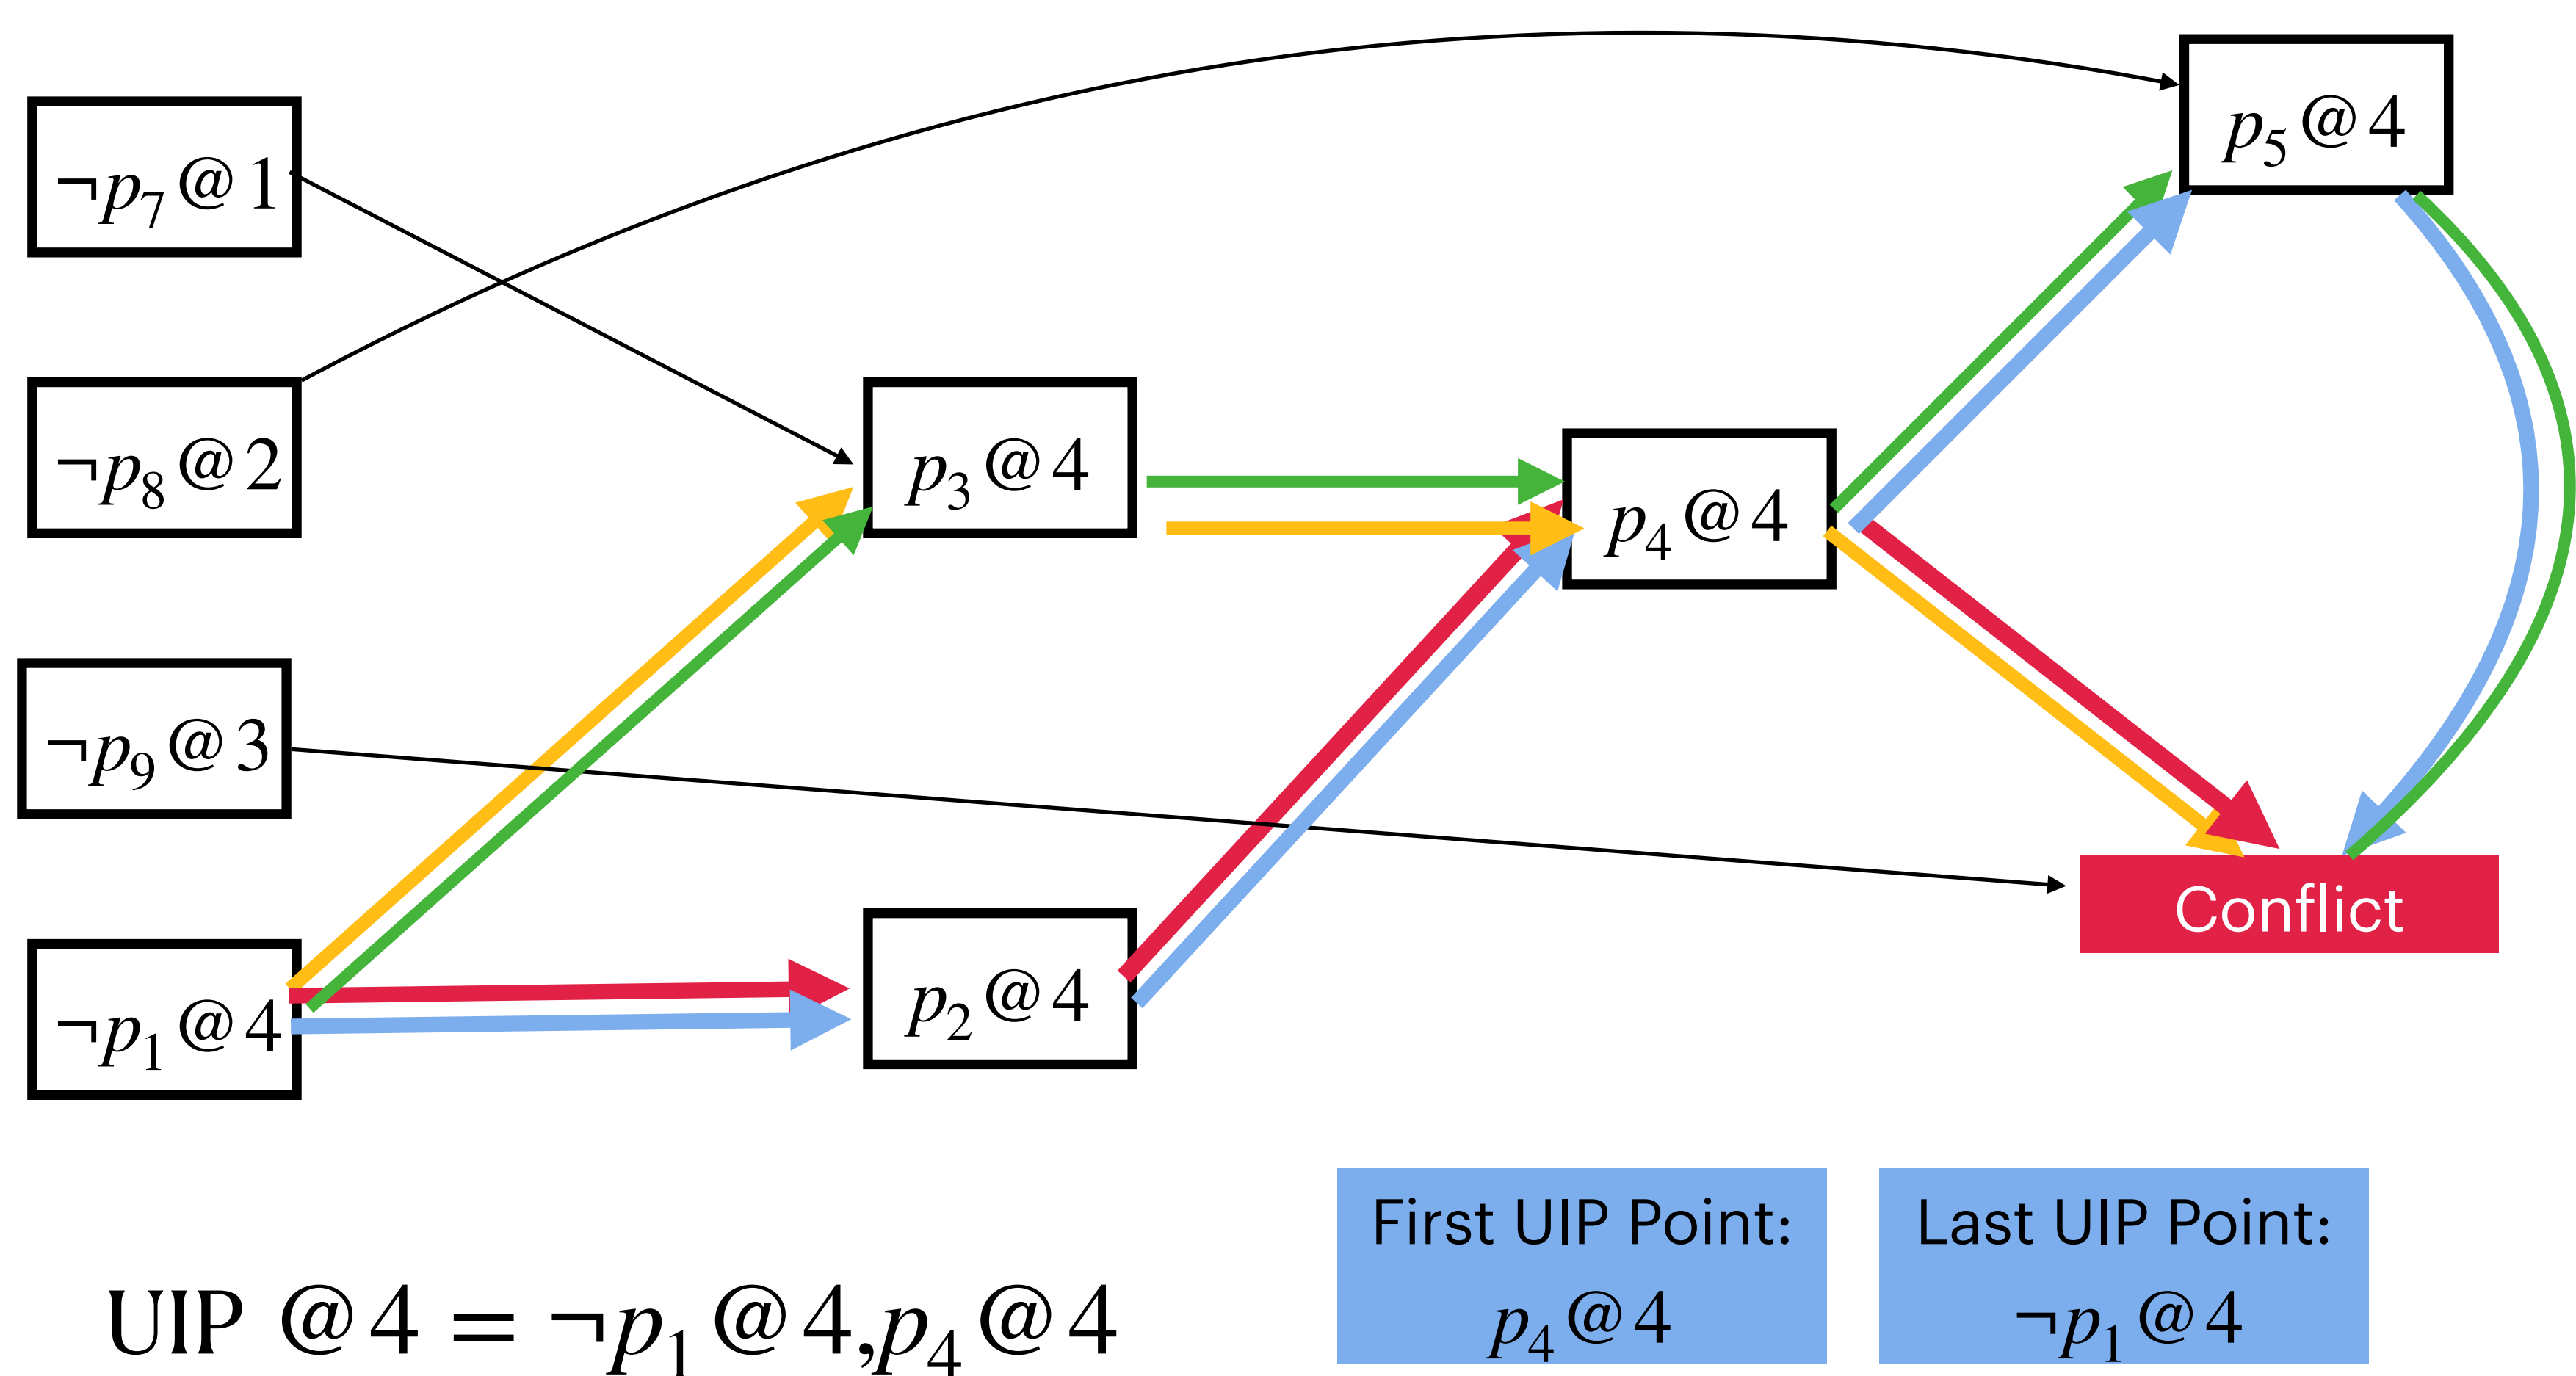 p₅@4
¬p₇@1
¬p₈@2
p₃@4
p₄@4
¬p₉@3
Conflict
¬p₁@4
p₂@4
First UIP Point:
p₄@4
Last UIP Point:
¬p₁@4
UIP @4 = ¬p₁@4,p₄@4